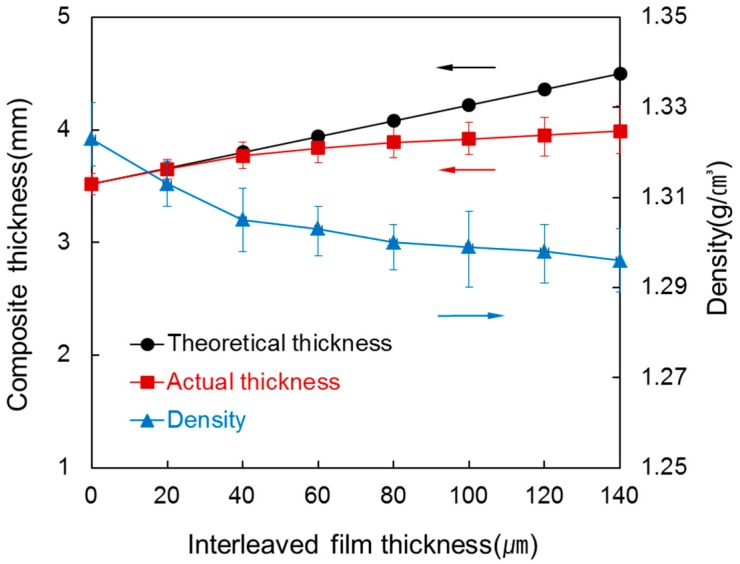 Composite thickness(mm)
5
4
3
2
1
Theoretical thickness
Actual thickness
Density
1.35
1.33
1.31
1.29
1.27
1.25
Density(g/㎤)
0 20 40 60 80 100 120 140
Interleaved film thickness(㎛)